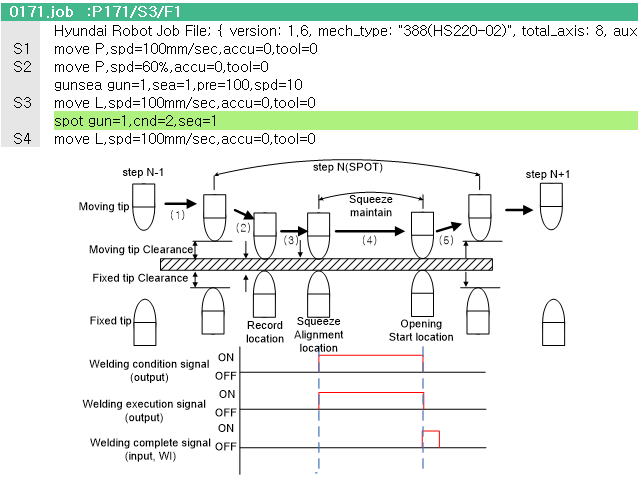 0171.job  :P171/S3/F1
Hyundai Robot Job File; { version: 1.6, mech_type: "388(HS220-02)", total_axis: 8, aux
S1 move P,spd=100mm/sec,accu=0,tool=0
S2 move P,spd=60%,accu=0,tool=0
gunsea gun=1,sea=1,pre=100,spd=10
S3 move L,spd=100mm/sec,accu=0,tool=0
spot gun=1,cnd=2,seq=1
S4 move L,spd=100mm/sec,accu=0,tool=0
step N-1
step N(SPOT)
step N+1
Moving tip
(1)
(2)
(3)
Squeeze
maintain
(4)
(5)
Moving tip Clearance
Fixed tip Clearance
Fixed tip
Record
location
Squeeze
Alignment
location
Opening
Start location
Welding condition signal
(output)
ON
OFF
Welding execution signal
(output)
ON
OFF
Welding complete signal
(input, WI)
ON
OFF